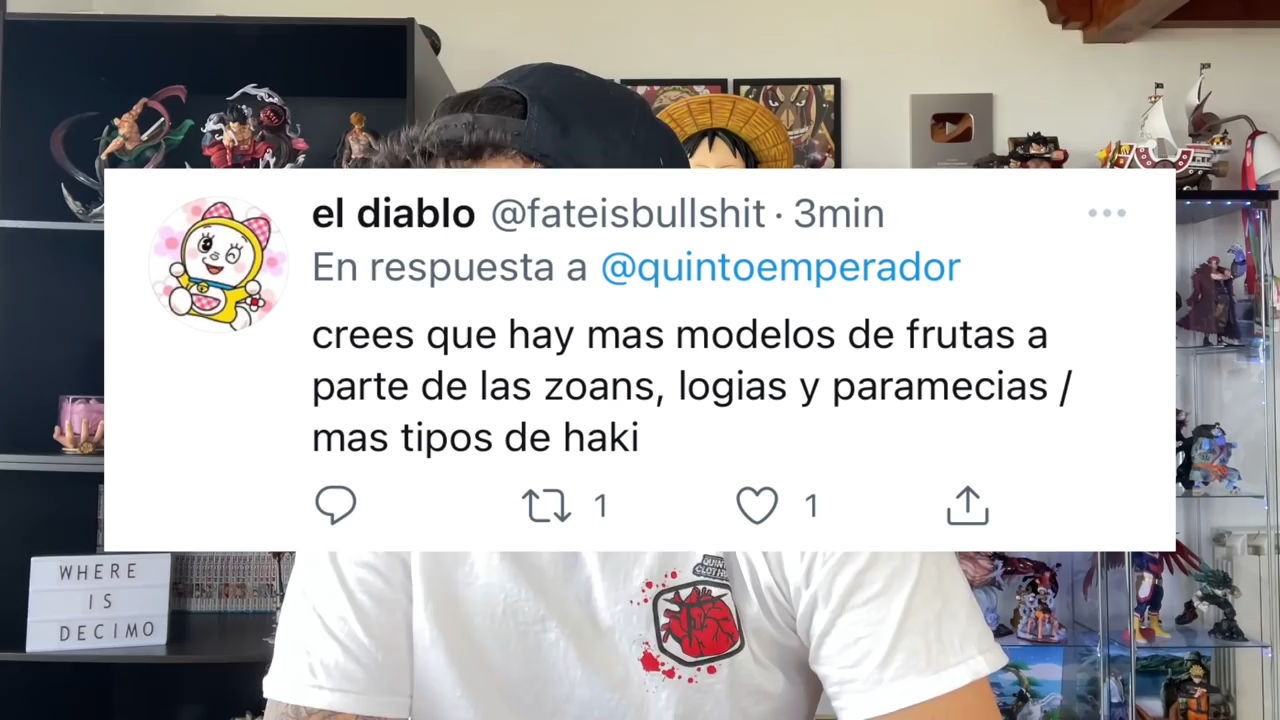 el diablo @fateisbullshit · 3min
En respuesta a @quintoemperador
crees que hay mas modelos de frutas a
parte de las zoans, logias y paramecias /
mas tipos de haki
1 1
WHERE
IS
DECIMO